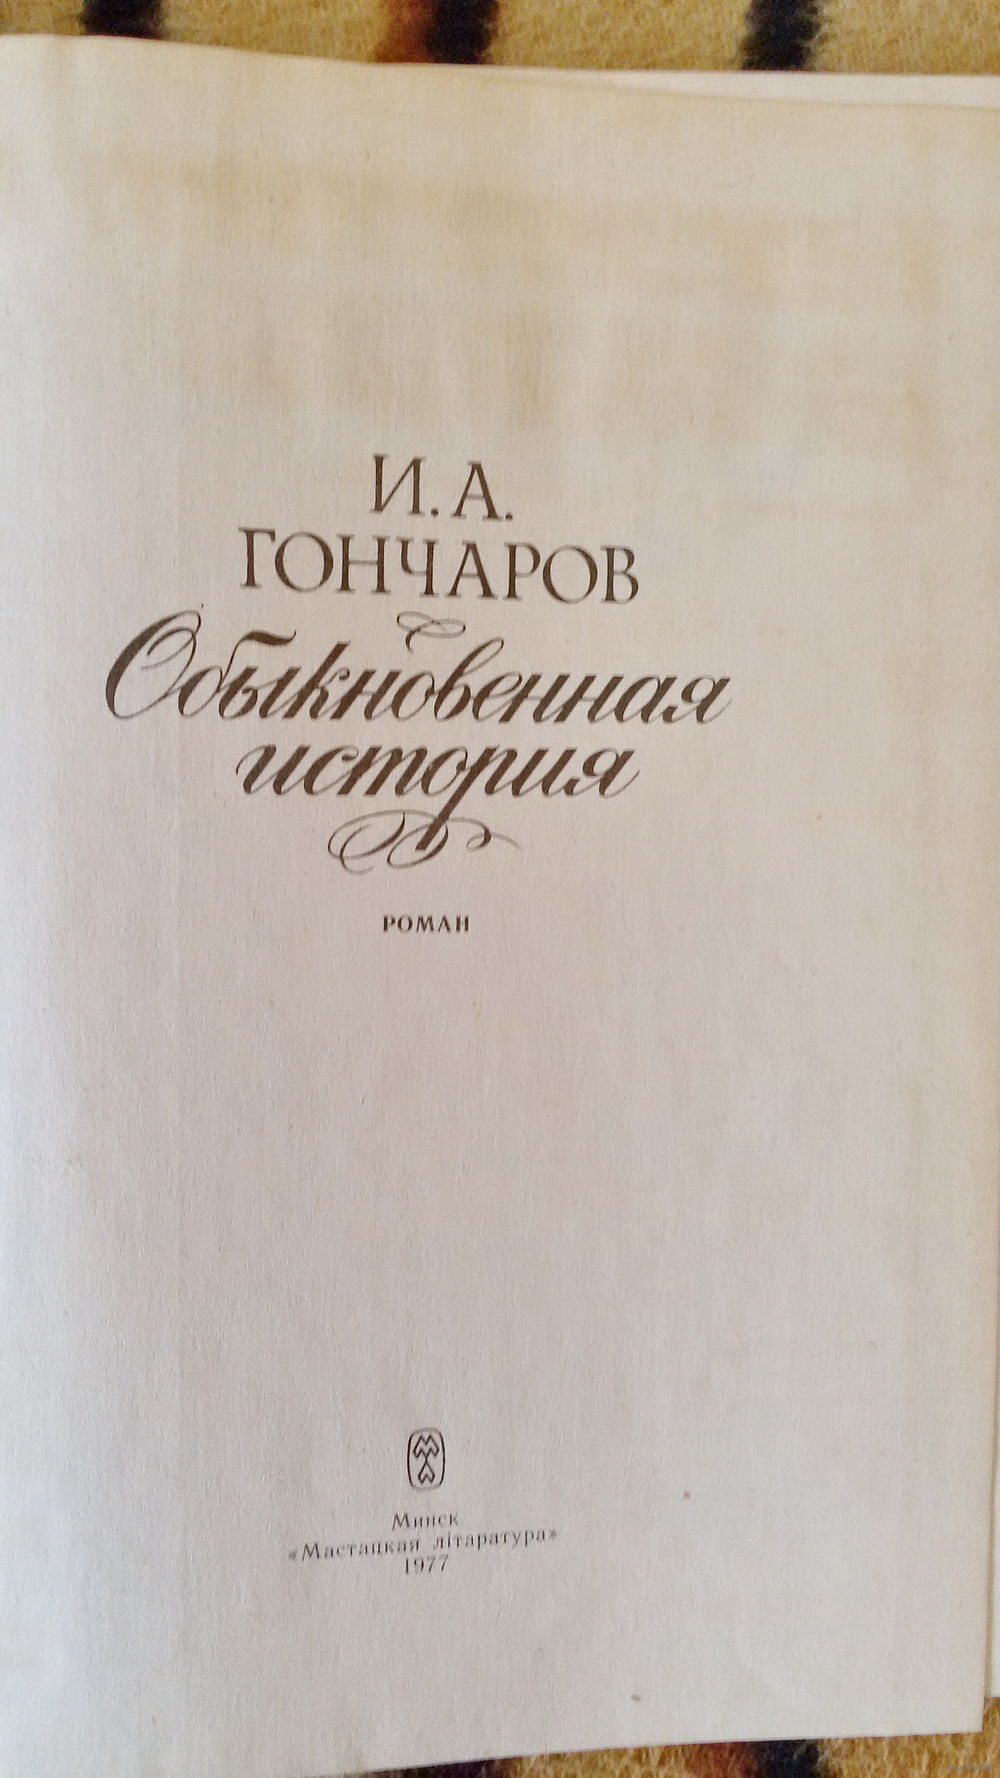 И. А.
ГОНЧАРОВ
Обыкновенная
история
РОМАН
Минск
«Мастацкая літаратура»
1977